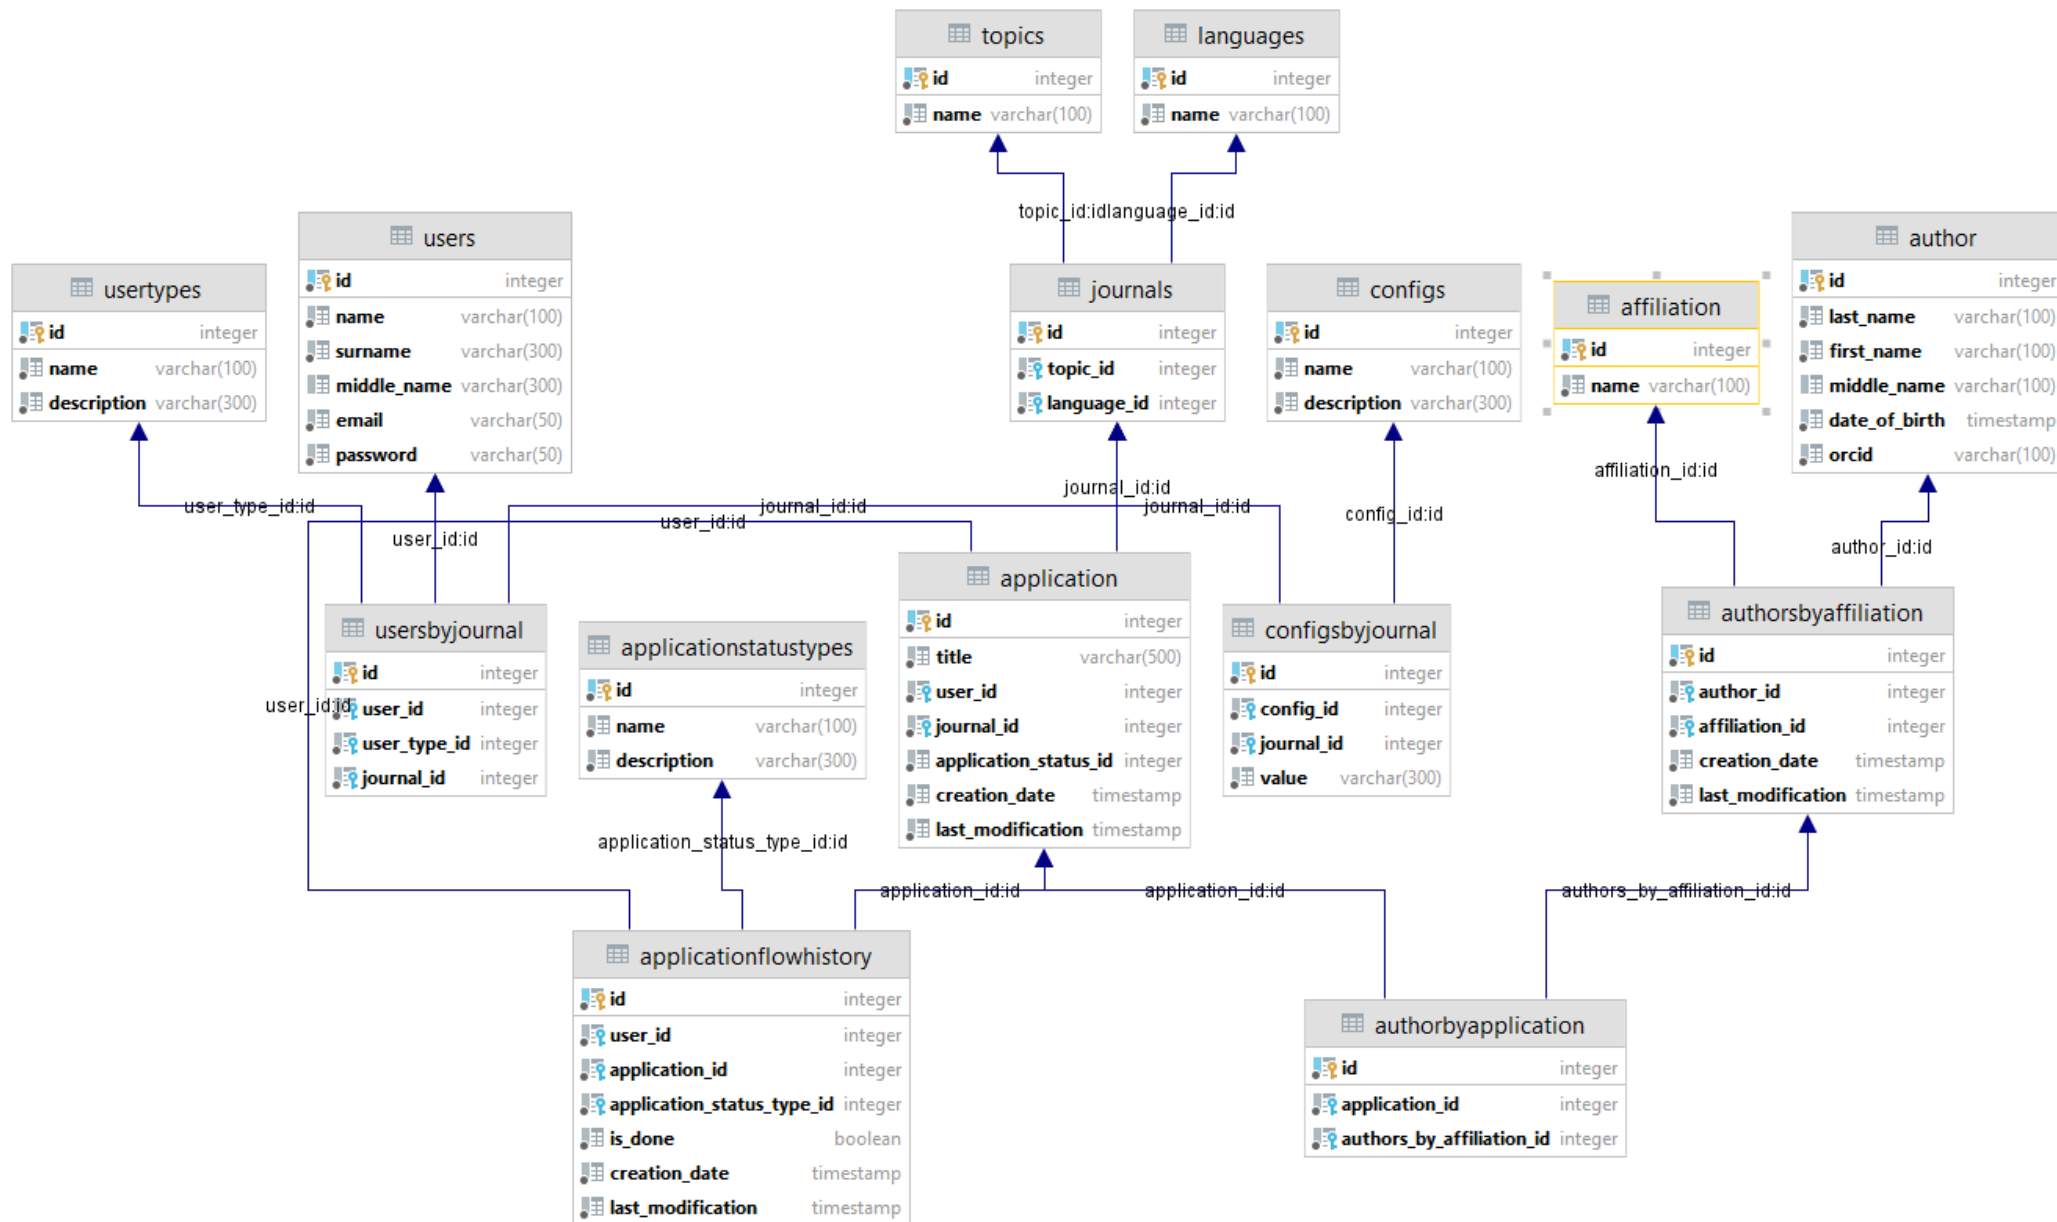 topics
id integer
name varchar(100)
languages
id integer
name varchar(100)
topic_id:id
language_id:id
usertypes
id integer
name varchar(100)
description varchar(300)
users
id integer
name varchar(100)
surname varchar(300)
middle_name varchar(300)
email varchar(50)
password varchar(50)
journals
id integer
topic_id integer
language_id integer
configs
id integer
name varchar(100)
description varchar(300)
affiliation
id integer
name varchar(100)
author
id integer
last_name varchar(100)
first_name varchar(100)
middle_name varchar(100)
date_of_birth timestamp
orcid varchar(100)
user_type_id:id
user_id:id
journal_id:id
user_id:id
journal_id:id
journal_id:id
config_id:id
affiliation_id:id
author_id:id
usersbyjournal
id integer
user_id integer
user_type_id integer
journal_id integer
user_id:id
applicationstatustypes
id integer
name varchar(100)
description varchar(300)
application
id integer
title varchar(500)
user_id integer
journal_id integer
application_status_id integer
creation_date timestamp
last_modification timestamp
configsbyjournal
id integer
config_id integer
journal_id integer
value varchar(300)
authorsbyaffiliation
id integer
author_id integer
affiliation_id integer
creation_date timestamp
last_modification timestamp
application_status_type_id:id
application_id:id
application_id:id
authors_by_affiliation_id:id
applicationflowhistory
id integer
user_id integer
application_id integer
application_status_type_id integer
is_done boolean
creation_date timestamp
last_modification timestamp
authorbyapplication
id integer
application_id integer
authors_by_affiliation_id integer